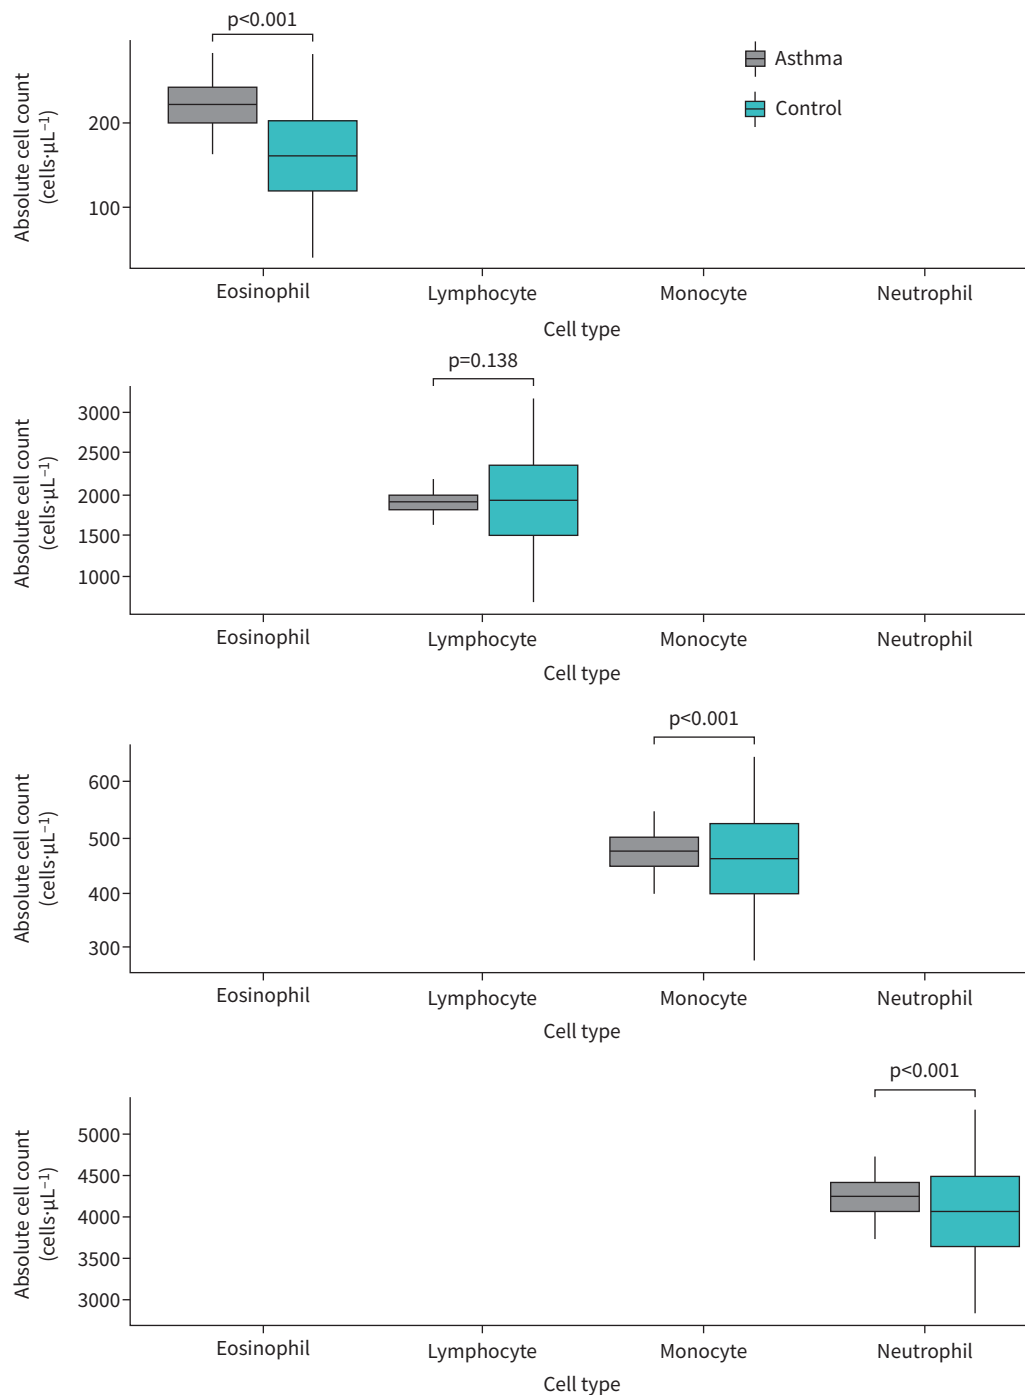 p<0.001
Asthma
Control
Absolute cell count
(cells·µL⁻¹)
200
100
Eosinophil Lymphocyte Monocyte Neutrophil
Cell type
p=0.138
Absolute cell count
(cells·µL⁻¹)
3000
2500
2000
1500
1000
Eosinophil Lymphocyte Monocyte Neutrophil
Cell type
p<0.001
Absolute cell count
(cells·µL⁻¹)
600
500
400
300
Eosinophil Lymphocyte Monocyte Neutrophil
Cell type
p<0.001
Absolute cell count
(cells·µL⁻¹)
5000
4500
4000
3500
3000
Eosinophil Lymphocyte Monocyte Neutrophil
Cell type